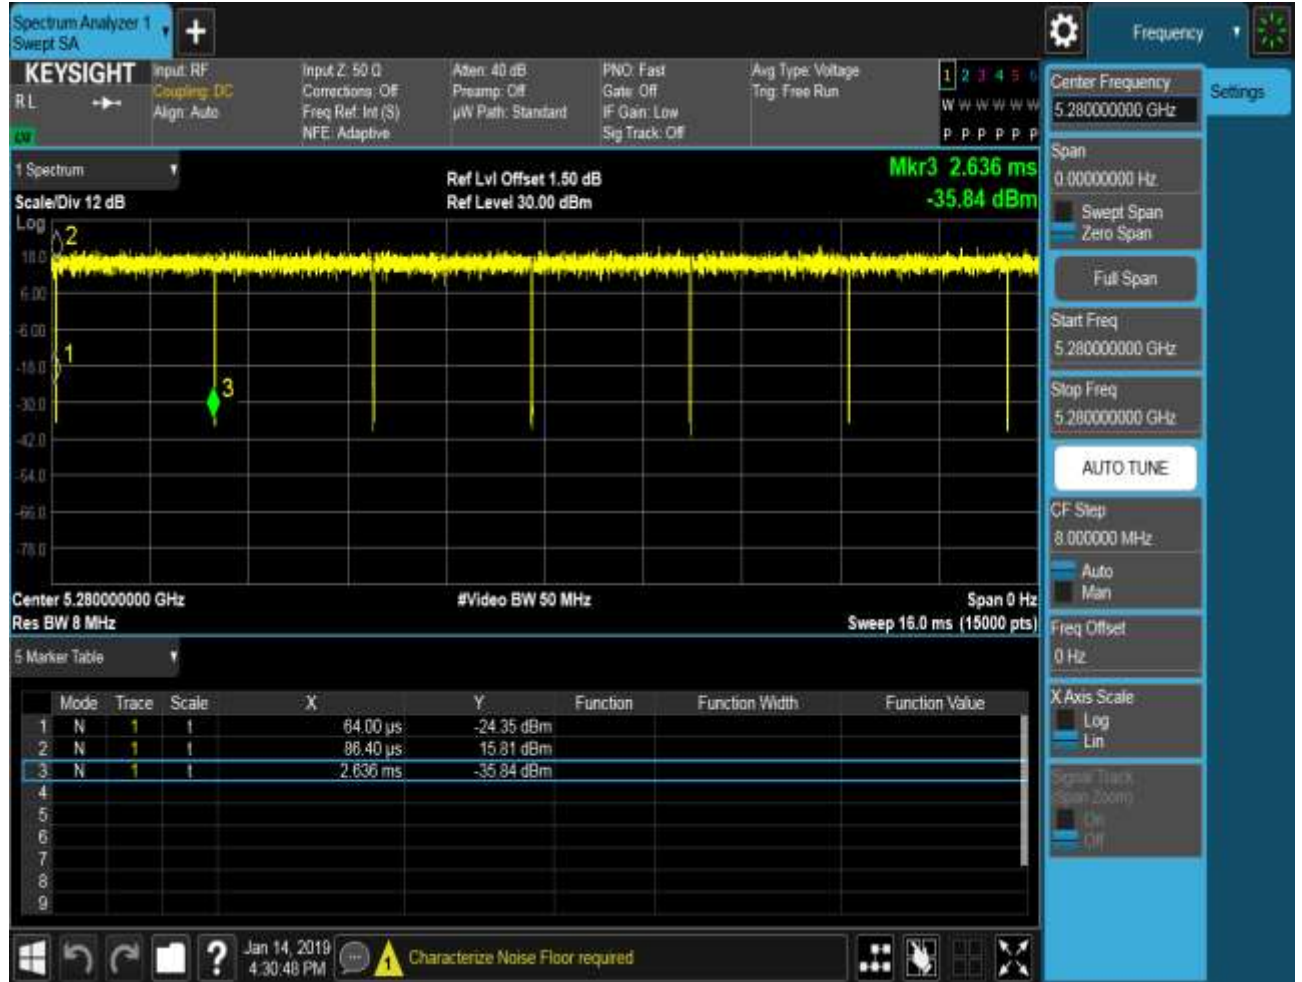 Spectrum Analyzer 1
Swept SA
+
Frequency
KEYSIGHT
RL
Input: RF
Coupling: DC
Align: Auto
Input Z: 50 Ω
Corrections: Off
Freq Ref: Int (S)
NFE: Adaptive
Atten: 40 dB
Preamp: Off
µW Path: Standard
PNO: Fast
Gate: Off
IF Gain: Low
Sig Track: Off
Avg Type: Voltage
Trig: Free Run
1 2 3 4 5 6
W W W W W W
P P P P P P
1 Spectrum
Scale/Div 12 dB
Ref Lvl Offset 1.50 dB
Ref Level 30.00 dBm
Mkr3 2.636 ms
-35.84 dBm
Log
18.0
6.00
-6.00
-18.0
-30.0
-42.0
-54.0
-66.0
-78.0
2
1
3
Center 5.280000000 GHz
Res BW 8 MHz
#Video BW 50 MHz
Span 0 Hz
Sweep 16.0 ms (15000 pts)
5 Marker Table
Mode Trace Scale X Y Function Function Width Function Value
1 N 1 t 64.00 µs -24.35 dBm
2 N 1 t 86.40 µs 15.81 dBm
3 N 1 t 2.636 ms -35.84 dBm
4
5
6
7
8
9
?
Jan 14, 2019
4:30:48 PM
1
Characterize Noise Floor required
Center Frequency
5.280000000 GHz
Settings
Span
0.00000000 Hz
Swept Span
Zero Span
Full Span
Start Freq
5.280000000 GHz
Stop Freq
5.280000000 GHz
AUTO TUNE
CF Step
8.000000 MHz
Auto
Man
Freq Offset
0 Hz
X Axis Scale
Log
Lin
Signal Track
(Span Zoom)
On
Off